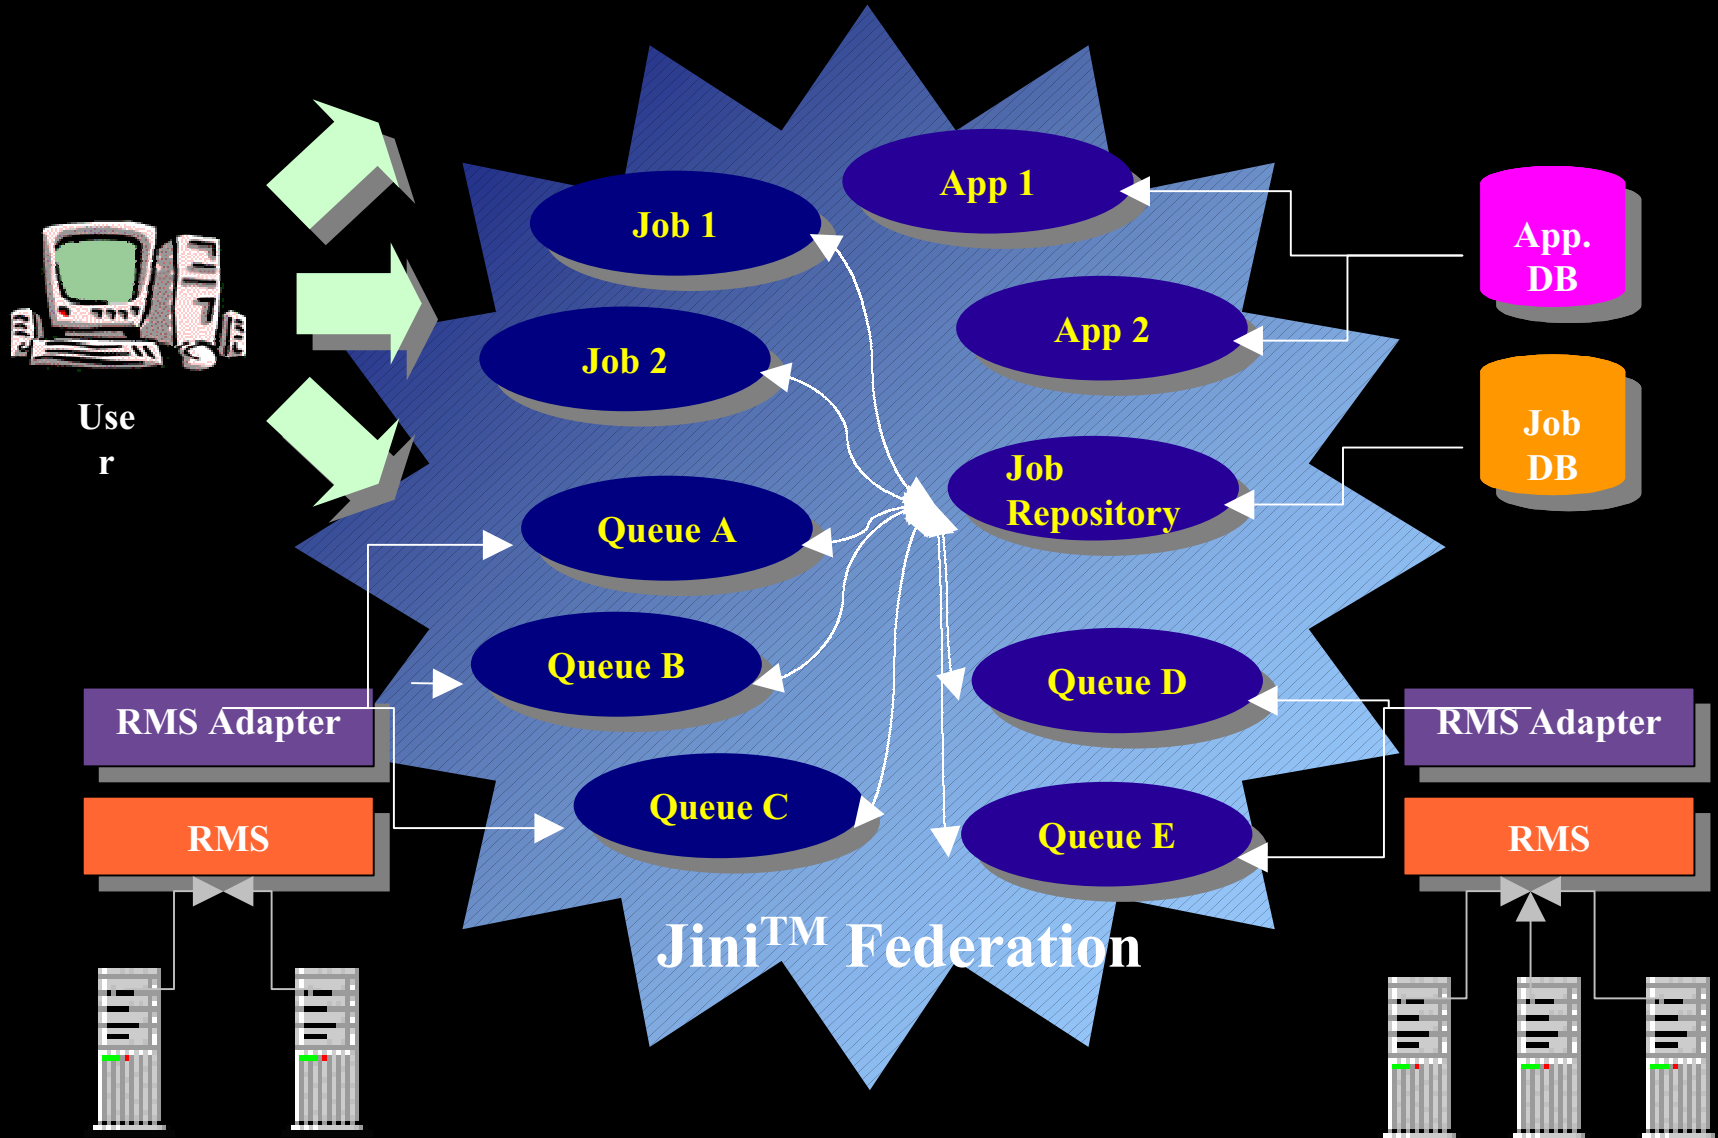 App 1
Job 1
App.
DB
App 2
Job 2
Use
r
Job
DB
Job
Repository
Queue A
Queue B
Queue D
RMS Adapter
RMS Adapter
Queue C
RMS
Queue E
RMS
Jini™ Federation